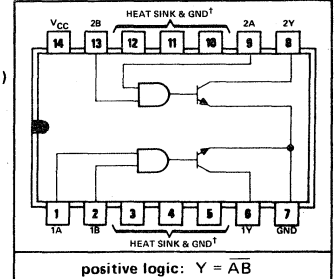 HEAT SINK & GND†
VCC 2B 2A 2Y
14 13 12 11 10 9 8
)
1 2 3 4 5 6 7
1A 1B 1Y GND
HEAT SINK & GND†
positive logic: Y = A̅B̅